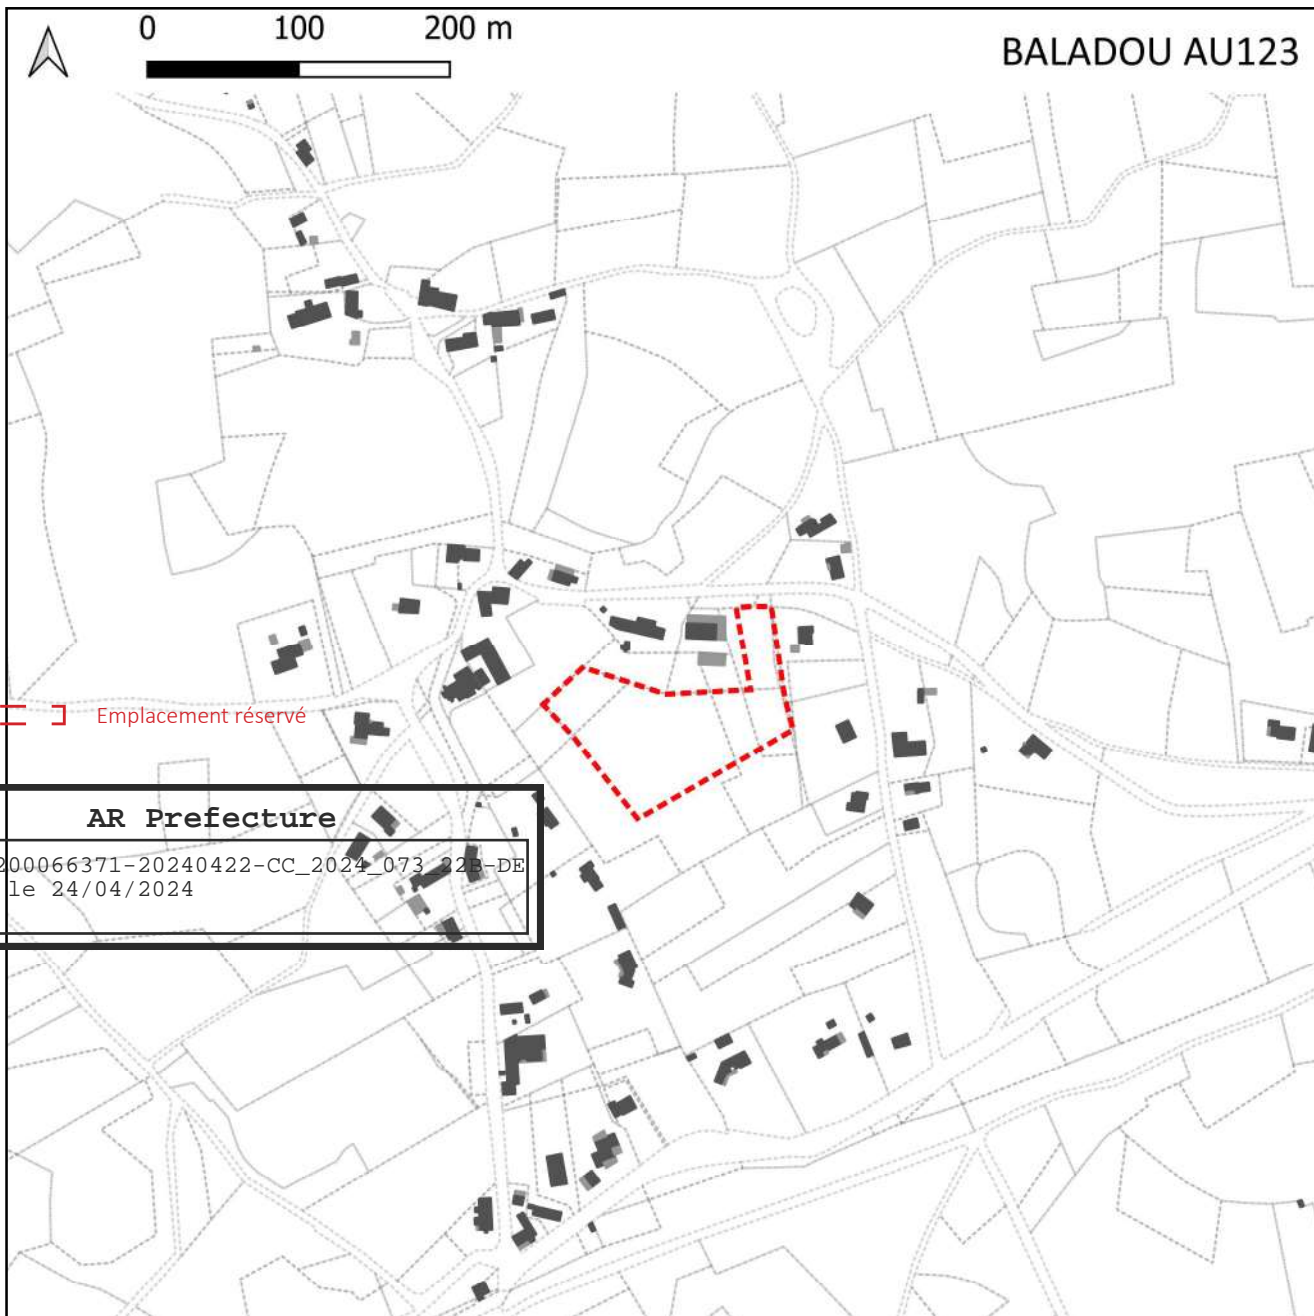 0 100 200 m
BALADOU AU123
Emplacement réservé
AR Prefecture
200066371-20240422-CC_2024_073_22B-DE
le 24/04/2024